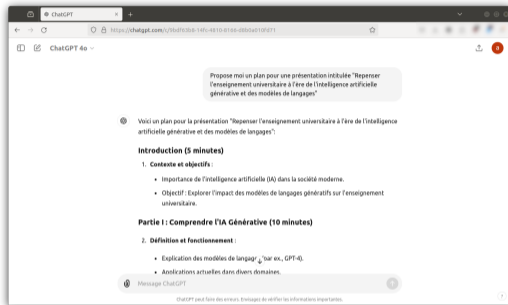 ChatGPT
ChatGPT 4o
Propose moi un plan pour une présentation intitulée "Repenser
l'enseignement universitaire à l'ère de l'intelligence artificielle
générative et des modèles de langages"
Voici un plan pour la présentation "Repenser l'enseignement universitaire à l'ère de l'intelligence
artificielle générative et des modèles de langages":
Introduction (5 minutes)
1. Contexte et objectifs :
• Importance de l'intelligence artificielle (IA) dans la société moderne.
• Objectif : Explorer l'impact des modèles de langages génératifs sur l'enseignement
universitaire.
Partie I : Comprendre l'IA Générative (10 minutes)
2. Définition et fonctionnement :
• Explication des modèles de langage (par ex., GPT-4).
• Applications actuelles dans divers domaines.
Message ChatGPT
ChatGPT peut faire des erreurs. Envisagez de vérifier les informations importantes.